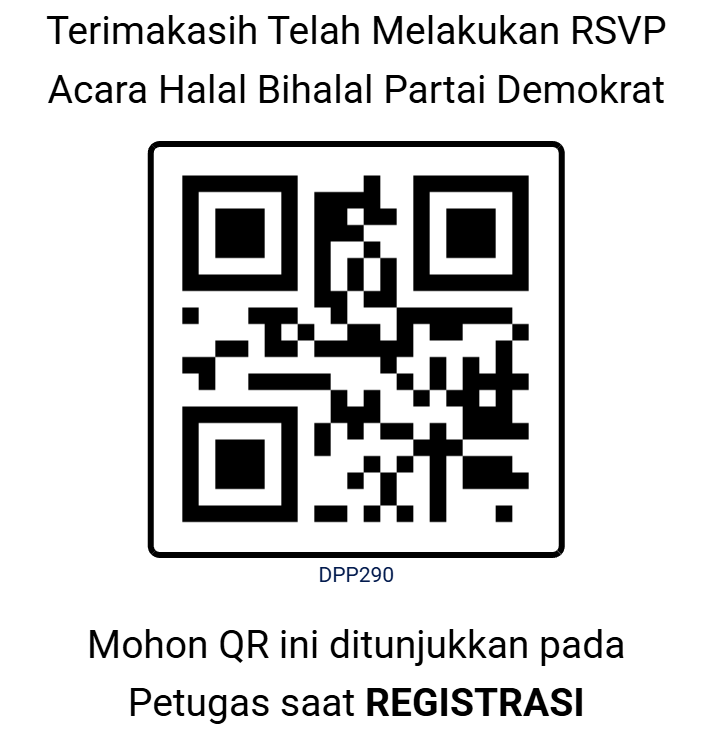 Terimakasih Telah Melakukan RSVP
Acara Halal Bihalal Partai Demokrat
DPP290
Mohon QR ini ditunjukkan pada
Petugas saat REGISTRASI